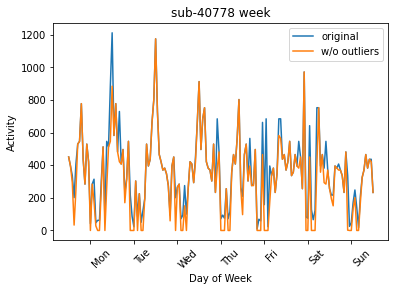 sub-40778 week
original
w/o outliers
1200
1000
800
600
400
200
0
Activity
Mon
Tue
Wed
Thu
Fri
Sat
Sun
Day of Week